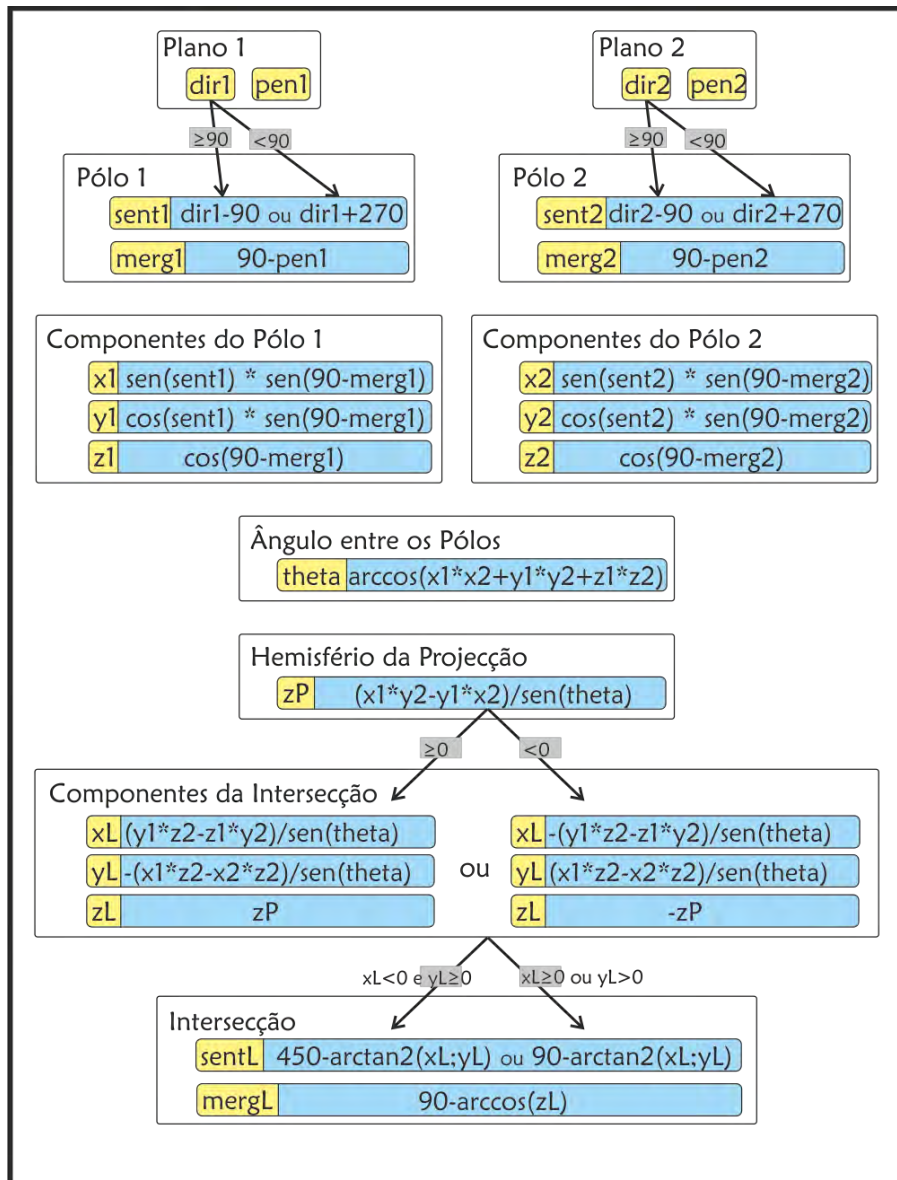 Plano 1
dir1 pen1
≥90 <90
Pólo 1
sent1 dir1-90 ou dir1+270
merg1 90-pen1
Plano 2
dir2 pen2
≥90 <90
Pólo 2
sent2 dir2-90 ou dir2+270
merg2 90-pen2
Componentes do Pólo 1
x1 sen(sent1) * sen(90-merg1)
y1 cos(sent1) * sen(90-merg1)
z1 cos(90-merg1)
Componentes do Pólo 2
x2 sen(sent2) * sen(90-merg2)
y2 cos(sent2) * sen(90-merg2)
z2 cos(90-merg2)
Ângulo entre os Pólos
theta arccos(x1*x2+y1*y2+z1*z2)
Hemisfério da Projecção
zP (x1*y2-y1*x2)/sen(theta)
≥0 <0
Componentes da Intersecção
xL (y1*z2-z1*y2)/sen(theta)
yL -(x1*z2-x2*z2)/sen(theta)
zL zP
ou
xL -(y1*z2-z1*y2)/sen(theta)
yL (x1*z2-x2*z2)/sen(theta)
zL -zP
xL<0 e yL≥0 xL≥0 ou yL>0
Intersecção
sentL 450-arctan2(xL;yL) ou 90-arctan2(xL;yL)
mergL 90-arccos(zL)